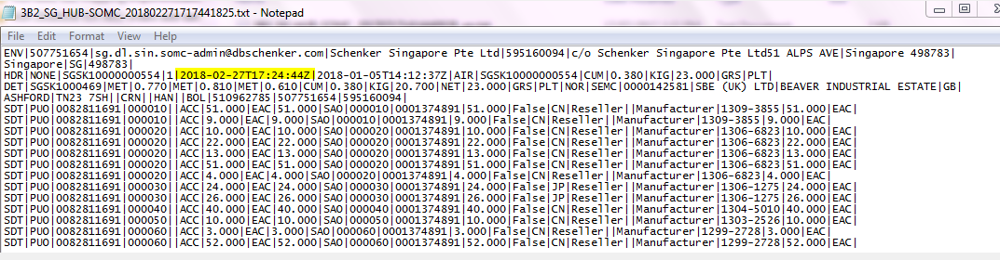 3B2_SG_HUB-SOMC_201802271717441825.txt - Notepad
File Edit Format View Help
ENV|507751654|sg.dl.sin.somc-admin@dbschenker.com|Schenker Singapore Pte Ltd|595160094|c/o Schenker Singapore Pte Ltd51 ALPS AVE|Singapore 498783|
Singapore|SG|498783|
HDR|NONE|SGSK10000000554|1|2018-02-27T17:24:44Z|2018-01-05T14:12:37Z|AIR|SGSK10000000554|CUM|0.380|KIG|23.000|GRS|PLT|
DET|SGSK1000469|MET|0.770|MET|0.810|MET|0.610|CUM|0.380|KIG|20.700|NET|23.000|GRS|PLT|NOR|SEMC|0000142581|SBE (UK) LTD|BEAVER INDUSTRIAL ESTATE|GB|
ASHFORD|TN23 7SH||CRN||HAN||BOL|510962785|507751654|595160094|
SDT|PUO|0082811691|000010||ACC|51.000|EAC|51.000|SAO|000010|0001374891|51.000|False|CN|Reseller||Manufacturer|1309-3855|51.000|EAC|
SDT|PUO|0082811691|000010||ACC|9.000|EAC|9.000|SAO|000010|0001374891|9.000|False|CN|Reseller||Manufacturer|1309-3855|9.000|EAC|
SDT|PUO|0082811691|000020||ACC|10.000|EAC|10.000|SAO|000020|0001374891|10.000|False|CN|Reseller||Manufacturer|1306-6823|10.000|EAC|
SDT|PUO|0082811691|000020||ACC|22.000|EAC|22.000|SAO|000020|0001374891|22.000|False|CN|Reseller||Manufacturer|1306-6823|22.000|EAC|
SDT|PUO|0082811691|000020||ACC|13.000|EAC|13.000|SAO|000020|0001374891|13.000|False|CN|Reseller||Manufacturer|1306-6823|13.000|EAC|
SDT|PUO|0082811691|000020||ACC|51.000|EAC|51.000|SAO|000020|0001374891|51.000|False|CN|Reseller||Manufacturer|1306-6823|51.000|EAC|
SDT|PUO|0082811691|000020||ACC|4.000|EAC|4.000|SAO|000020|0001374891|4.000|False|CN|Reseller||Manufacturer|1306-6823|4.000|EAC|
SDT|PUO|0082811691|000030||ACC|24.000|EAC|24.000|SAO|000030|0001374891|24.000|False|JP|Reseller||Manufacturer|1306-1275|24.000|EAC|
SDT|PUO|0082811691|000030||ACC|26.000|EAC|26.000|SAO|000030|0001374891|26.000|False|JP|Reseller||Manufacturer|1306-1275|26.000|EAC|
SDT|PUO|0082811691|000040||ACC|40.000|EAC|40.000|SAO|000040|0001374891|40.000|False|CN|Reseller||Manufacturer|1304-5010|40.000|EAC|
SDT|PUO|0082811691|000050||ACC|10.000|EAC|10.000|SAO|000050|0001374891|10.000|False|CN|Reseller||Manufacturer|1303-2526|10.000|EAC|
SDT|PUO|0082811691|000060||ACC|3.000|EAC|3.000|SAO|000060|0001374891|3.000|False|CN|Reseller||Manufacturer|1299-2728|3.000|EAC|
SDT|PUO|0082811691|000060||ACC|52.000|EAC|52.000|SAO|000060|0001374891|52.000|False|CN|Reseller||Manufacturer|1299-2728|52.000|EAC|